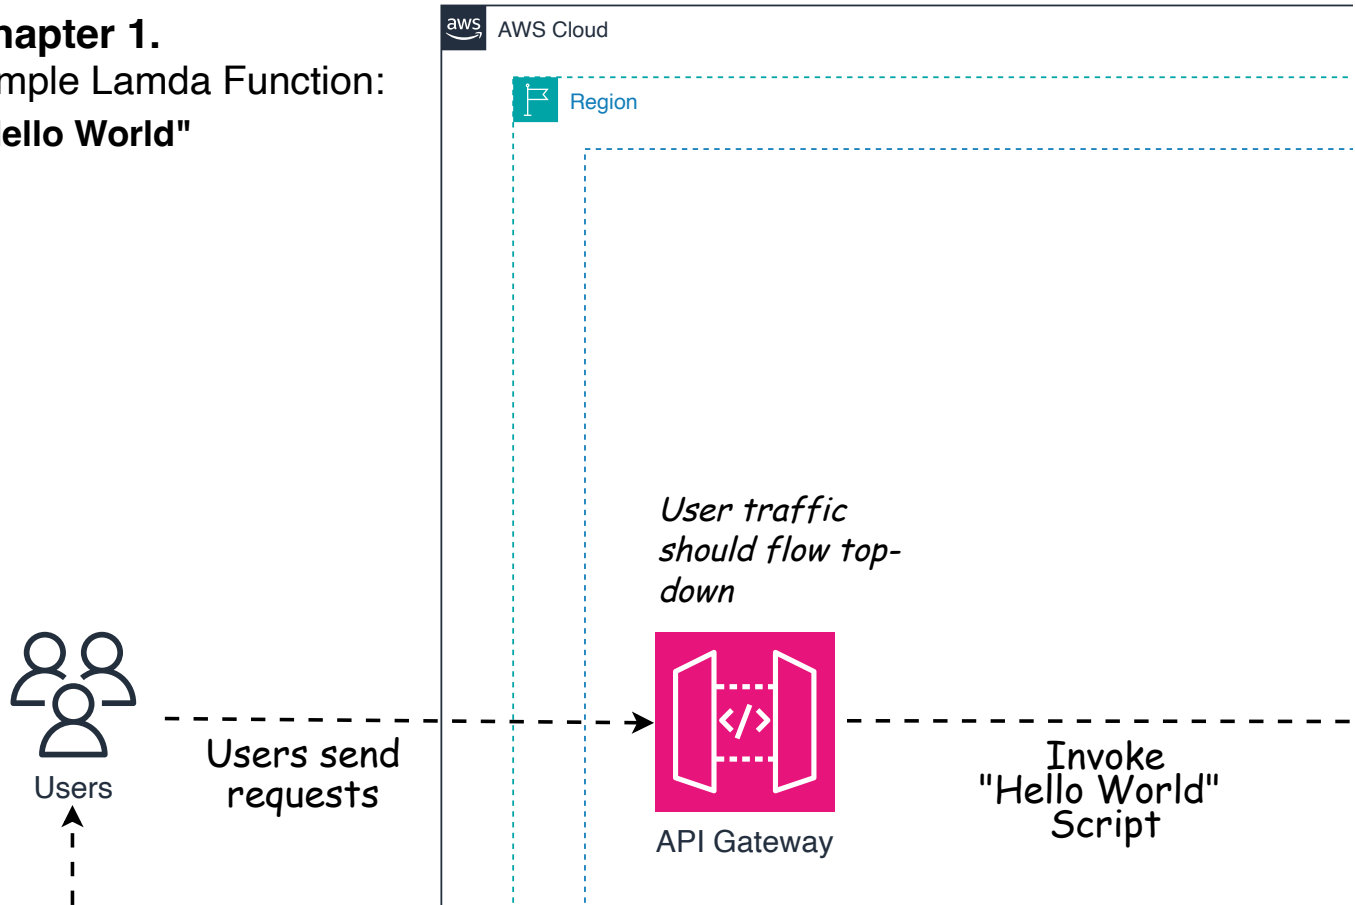 hapter 1.
mple Lamda Function:
ello World"
aws
AWS Cloud
Region
User traffic
should flow top-
down
Users
Users send
requests
</>
API Gateway
Invoke
"Hello World"
Script